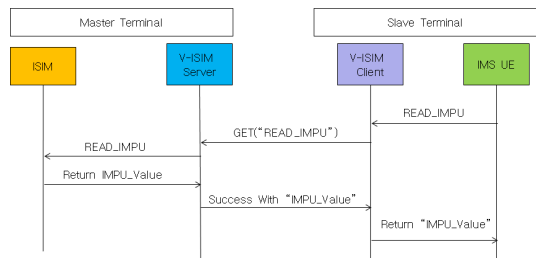 Master Terminal
Slave Terminal
ISIM
V-ISIM
Server
V-ISIM
Client
IMS UE
READ_IMPU
GET("READ_IMPU")
READ_IMPU
Return IMPU_Value
Success With "IMPU_Value"
Return "IMPU_Value"